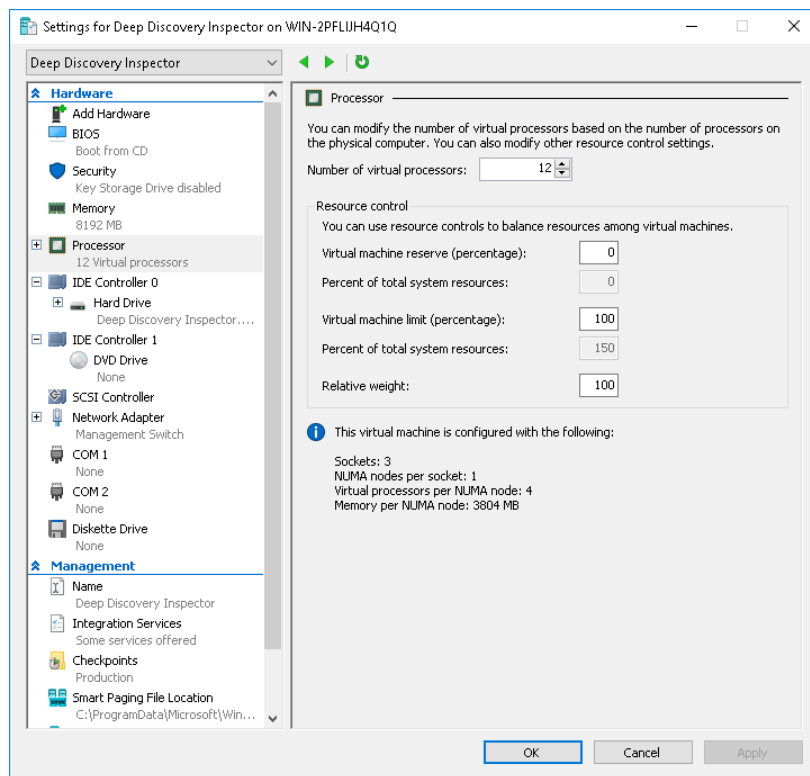 Settings for Deep Discovery Inspector on WIN-2PFLIJH4Q1Q
Deep Discovery Inspector
Hardware
Add Hardware
BIOS
Boot from CD
Security
Key Storage Drive disabled
Memory
8192 MB
Processor
12 Virtual processors
IDE Controller 0
Hard Drive
Deep Discovery Inspector....
IDE Controller 1
DVD Drive
None
SCSI Controller
Network Adapter
Management Switch
COM 1
None
COM 2
None
Diskette Drive
None
Management
Name
Deep Discovery Inspector
Integration Services
Some services offered
Checkpoints
Production
Smart Paging File Location
C:\ProgramData\Microsoft\Win...
Processor
You can modify the number of virtual processors based on the number of processors on
the physical computer. You can also modify other resource control settings.
Number of virtual processors: 12
Resource control
You can use resource controls to balance resources among virtual machines.
Virtual machine reserve (percentage): 0
Percent of total system resources: 0
Virtual machine limit (percentage): 100
Percent of total system resources: 150
Relative weight: 100
This virtual machine is configured with the following:
Sockets: 3
NUMA nodes per socket: 1
Virtual processors per NUMA node: 4
Memory per NUMA node: 3804 MB
OK Cancel Apply